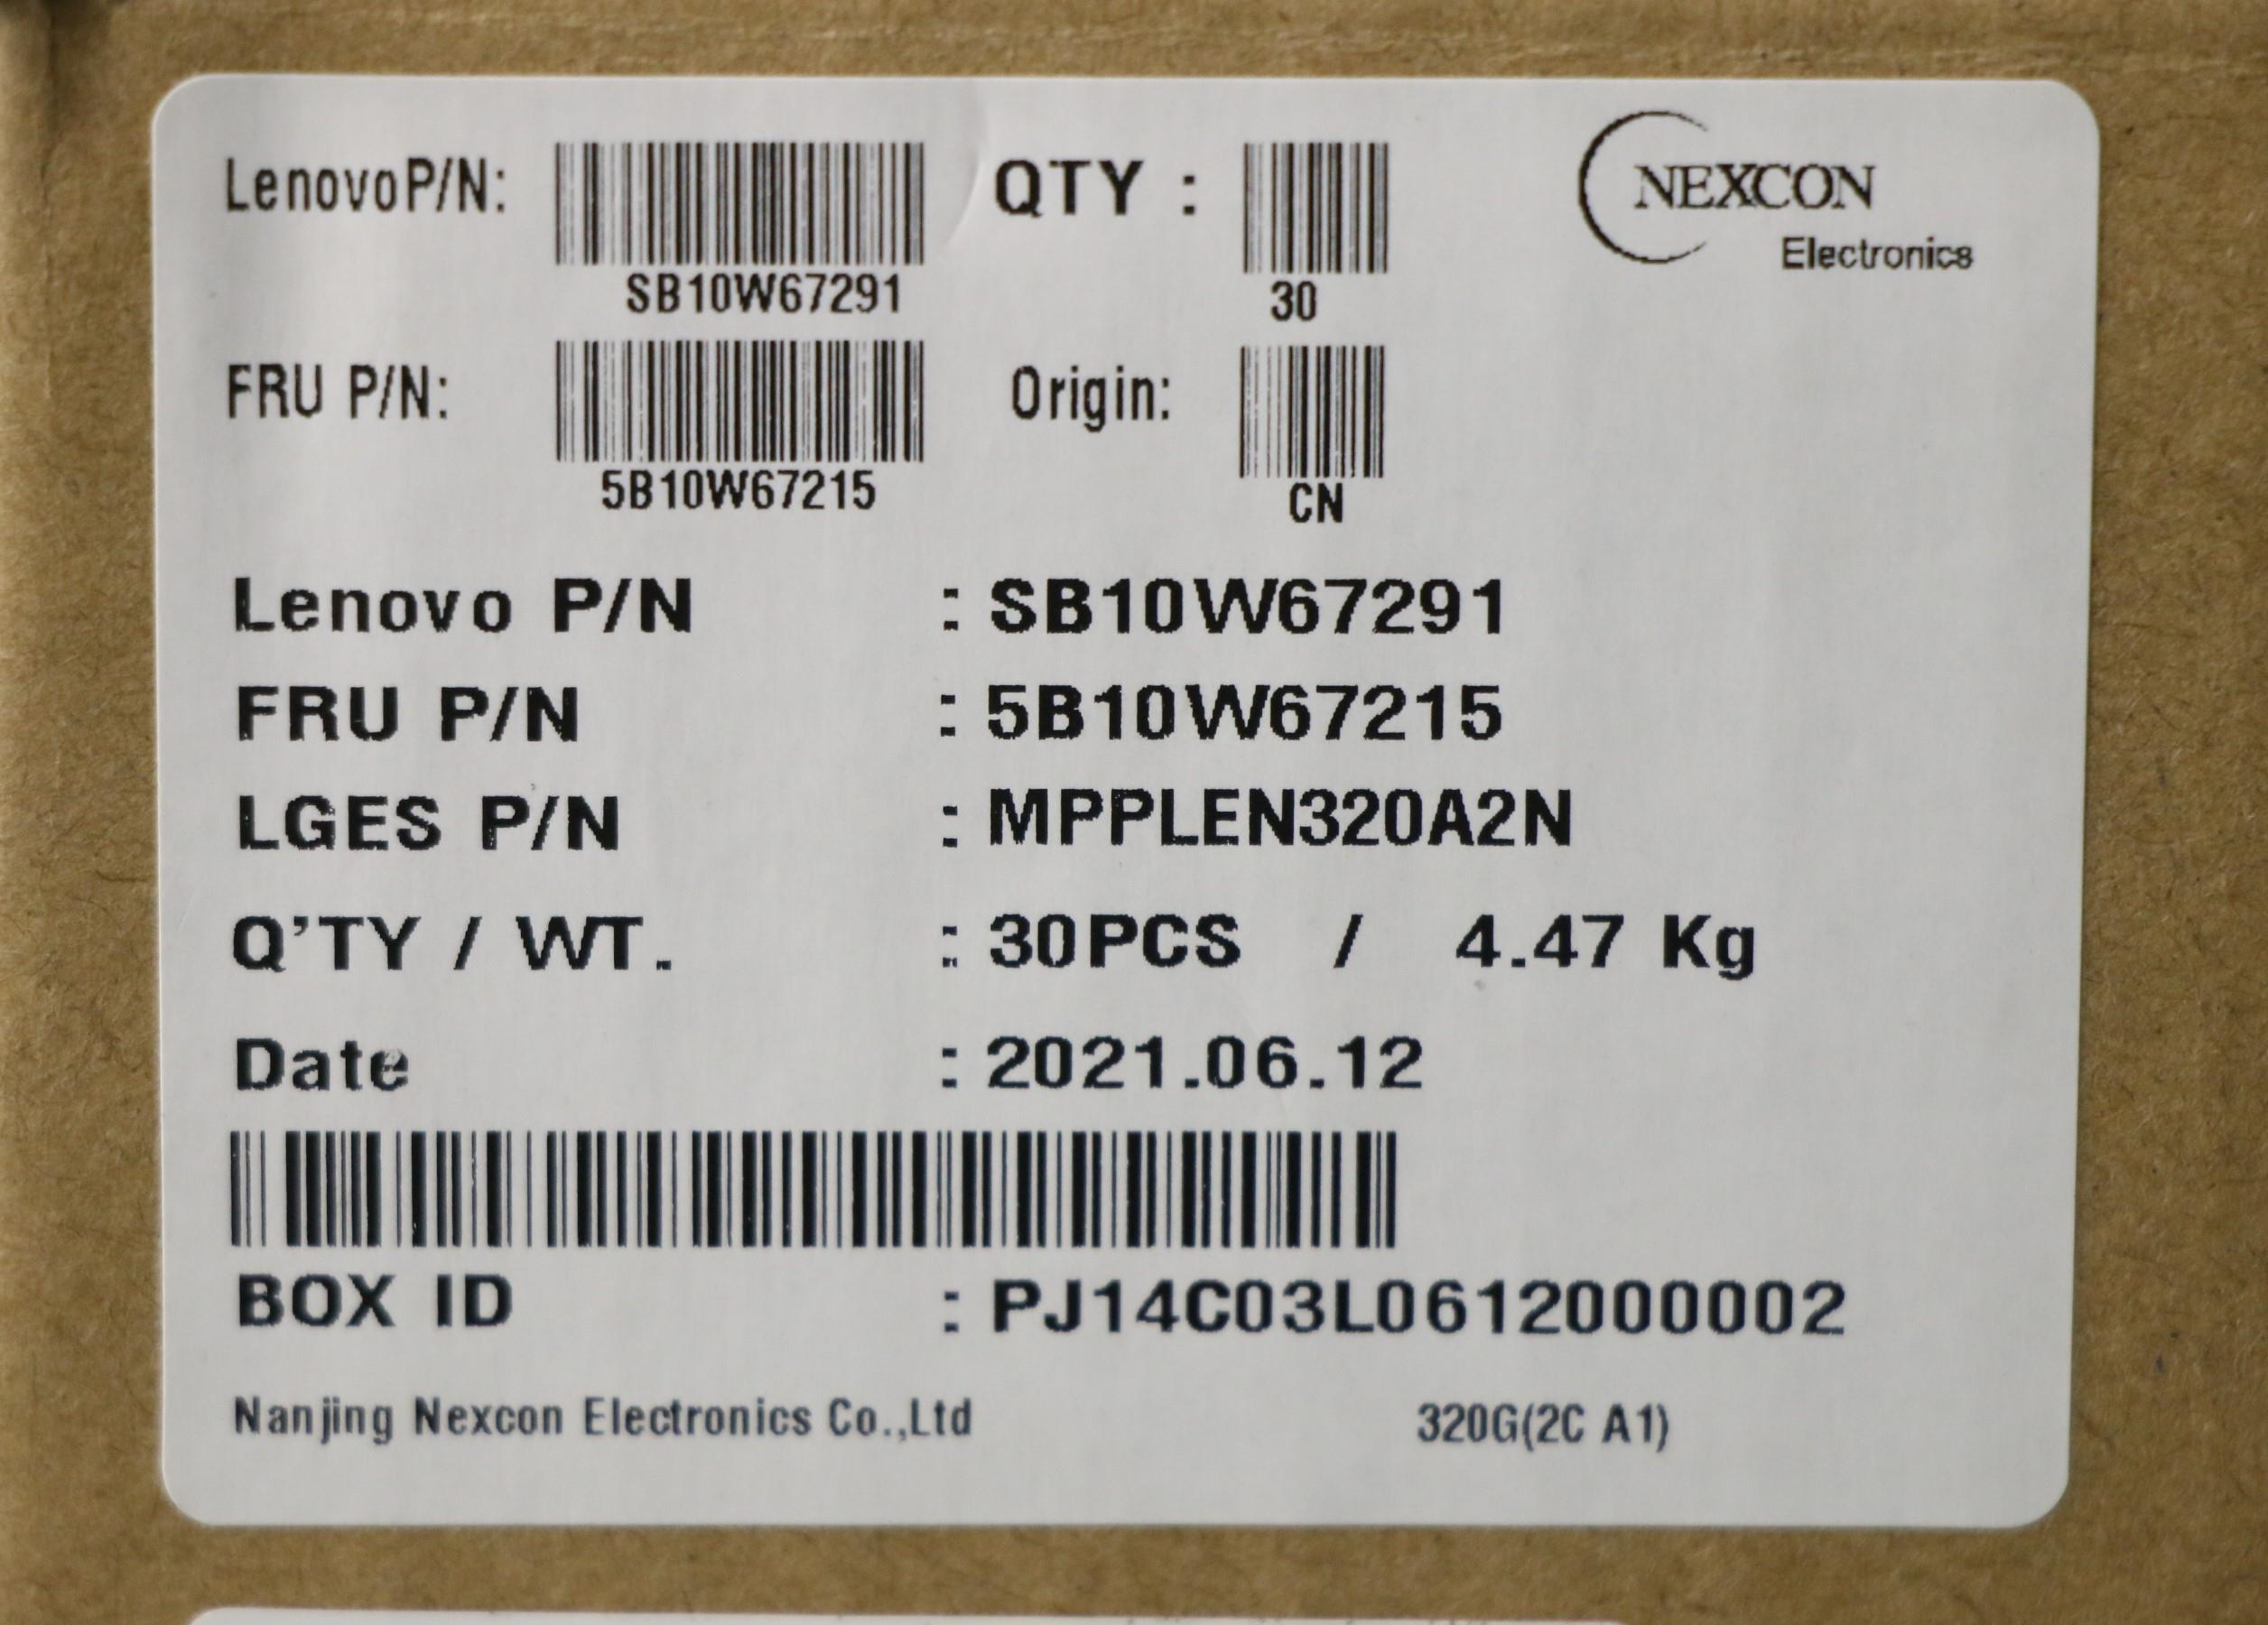 LenovoP/N: QTY : NEXCON
Electronics
SB10W67291 30
FRU P/N: Origin:
5B10W67215 CN
Lenovo P/N : SB10W67291
FRU P/N : 5B10W67215
LGES P/N : MPPLEN320A2N
Q'TY / WT. : 30PCS / 4.47 Kg
Date : 2021.06.12
BOX ID : PJ14C03L0612000002
Nanjing Nexcon Electronics Co.,Ltd 320G(2C A1)